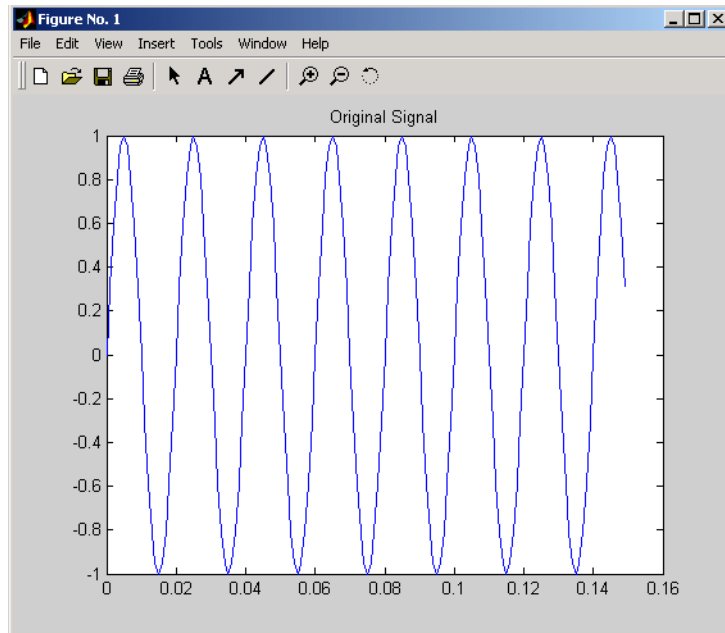 Figure No. 1
File Edit View Insert Tools Window Help
A
Original Signal
1
0.8
0.6
0.4
0.2
0
-0.2
-0.4
-0.6
-0.8
-1
0 0.02 0.04 0.06 0.08 0.1 0.12 0.14 0.16